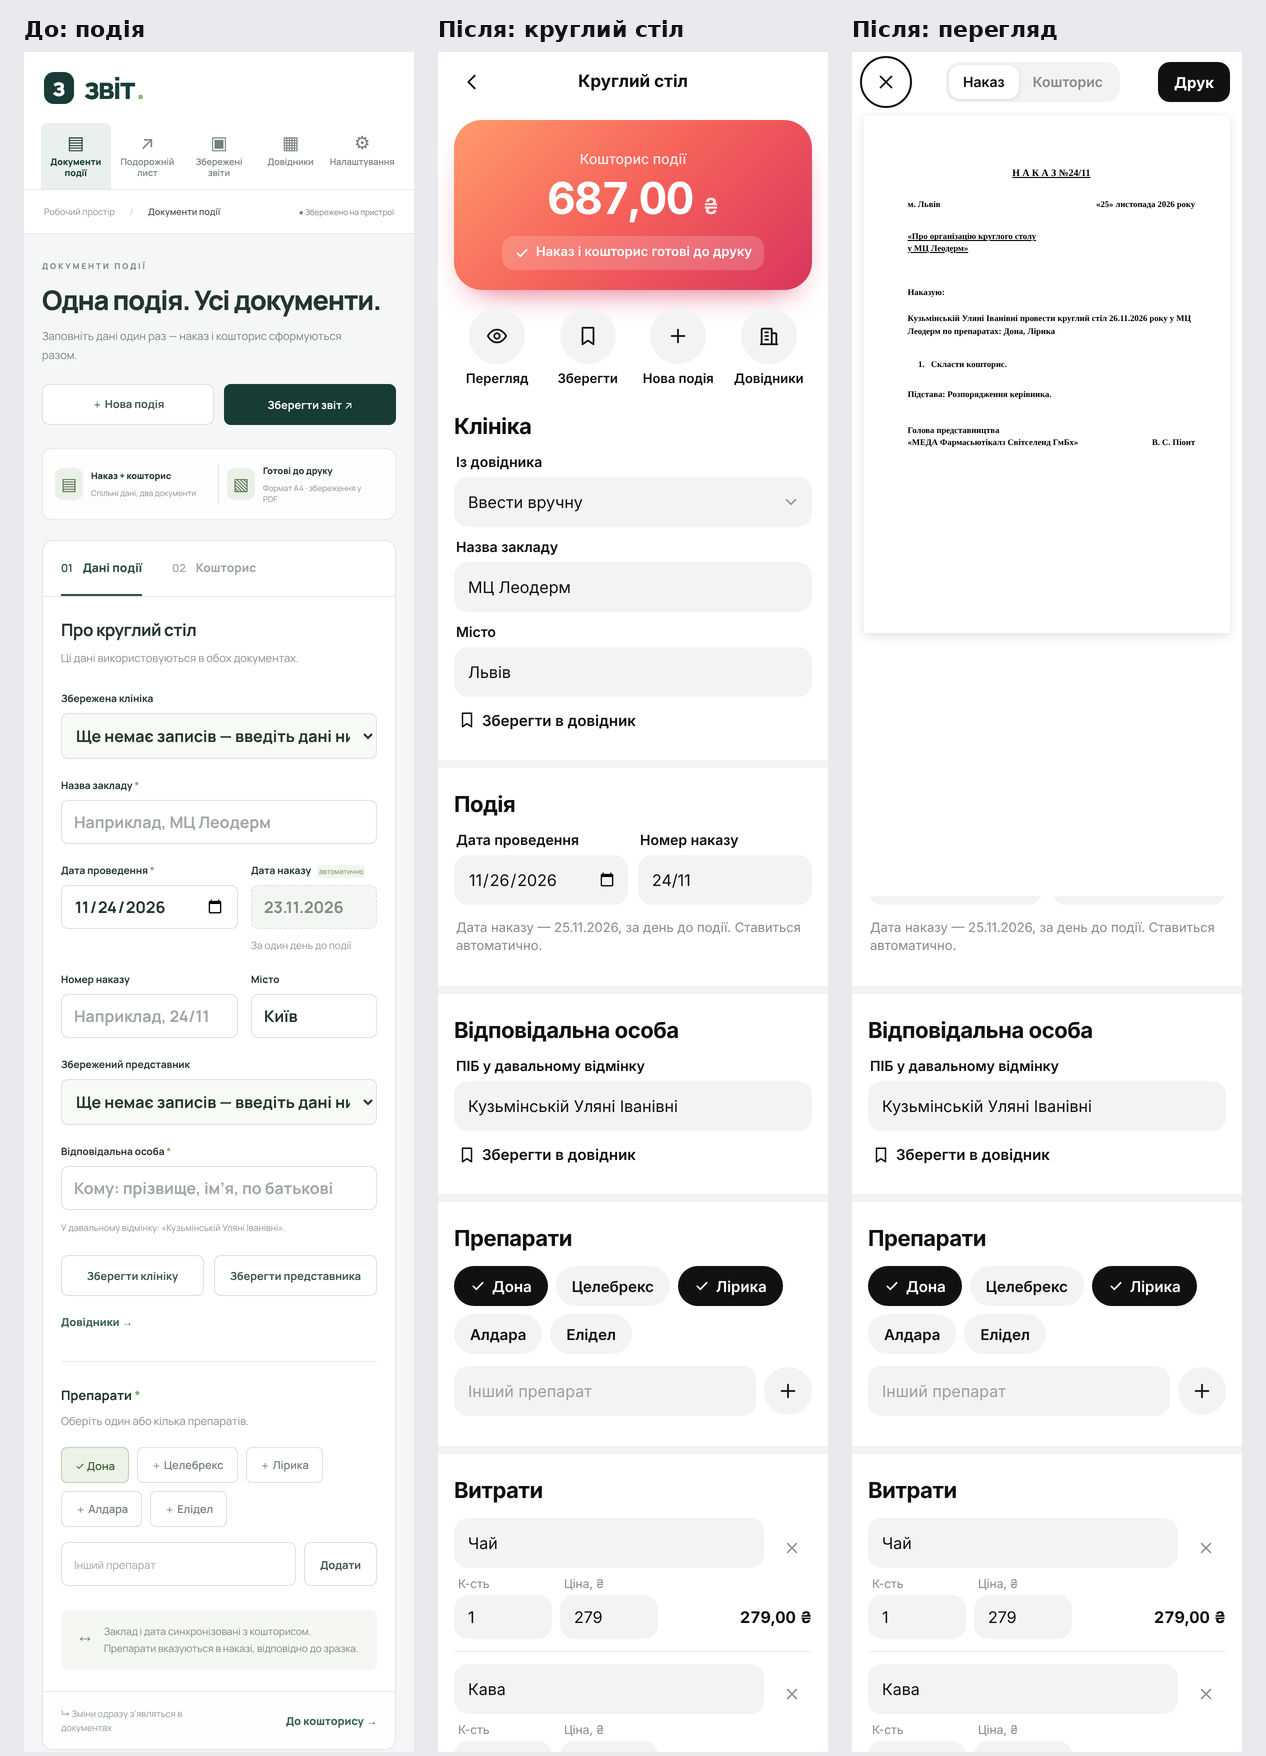 До: подія
З звіт.
Документи події
Подорожній лист
Збережені звіти
Довідники
Налаштування
Робочий простір / Документи події
● Збережено на пристрої
ДОКУМЕНТИ ПОДІЇ
Одна подія. Усі документи.
Заповніть дані один раз — наказ і кошторис сформуються
разом.
+ Нова подія
Зберегти звіт ↗
Наказ + кошторис
Спільні дані, два документи
Готові до друку
Формат А4 · збереження у
PDF
01 Дані події
02 Кошторис
Про круглий стіл
Ці дані використовуються в обох документах.
Збережена клініка
Ще немає записів — введіть дані ни
Назва закладу *
Наприклад, МЦ Леодерм
Дата проведення *
Дата наказу автоматично
11/24/2026
23.11.2026
За один день до події
Номер наказу
Місто
Наприклад, 24/11
Київ
Збережений представник
Ще немає записів — введіть дані ни
Відповідальна особа *
Кому: прізвище, ім’я, по батькові
У давальному відмінку: «Кузьмінській Уляні Іванівні».
Зберегти клініку
Зберегти представника
Довідники →
Препарати *
Оберіть один або кілька препаратів.
✓ Дона
+ Целебрекс
+ Лірика
+ Алдара
+ Елідел
Інший препарат
Додати
↔ Заклад і дата синхронізовані з кошторисом.
Препарати вказуються в наказі, відповідно до зразка.
↳ Зміни одразу з’являться в
документах
До кошторису →
Після: круглий стіл
Круглий стіл
Кошторис події
687,00 ₴
✓ Наказ і кошторис готові до друку
Перегляд
Зберегти
Нова подія
Довідники
Клініка
Із довідника
Ввести вручну
Назва закладу
МЦ Леодерм
Місто
Львів
Зберегти в довідник
Подія
Дата проведення
Номер наказу
11/26/2026
24/11
Дата наказу — 25.11.2026, за день до події. Ставиться
автоматично.
Відповідальна особа
ПІБ у давальному відмінку
Кузьмінській Уляні Іванівні
Зберегти в довідник
Препарати
✓ Дона
Целебрекс
✓ Лірика
Алдара
Елідел
Інший препарат
+
Витрати
Чай
×
К-сть
Ціна, ₴
1
279
279,00 ₴
Кава
×
К-сть
Ціна, ₴
Після: перегляд
×
Наказ
Кошторис
Друк
Н А К А З №24/11
м. Львів
«25» листопада 2026 року
«Про організацію круглого столу
у МЦ Леодерм»
Наказую:
Кузьмінській Уляні Іванівні провести круглий стіл 26.11.2026 року у МЦ
Леодерм по препаратах: Дона, Лірика
1. Скласти кошторис.
Підстава: Розпорядження керівника.
Голова представництва
«МЕДА Фармасьютікалз Світселенд ГмБх»
В. С. Піонт
Дата наказу — 25.11.2026, за день до події. Ставиться
автоматично.
Відповідальна особа
ПІБ у давальному відмінку
Кузьмінській Уляні Іванівні
Зберегти в довідник
Препарати
✓ Дона
Целебрекс
✓ Лірика
Алдара
Елідел
Інший препарат
+
Витрати
Чай
×
К-сть
Ціна, ₴
1
279
279,00 ₴
Кава
×
К-сть
Ціна, ₴